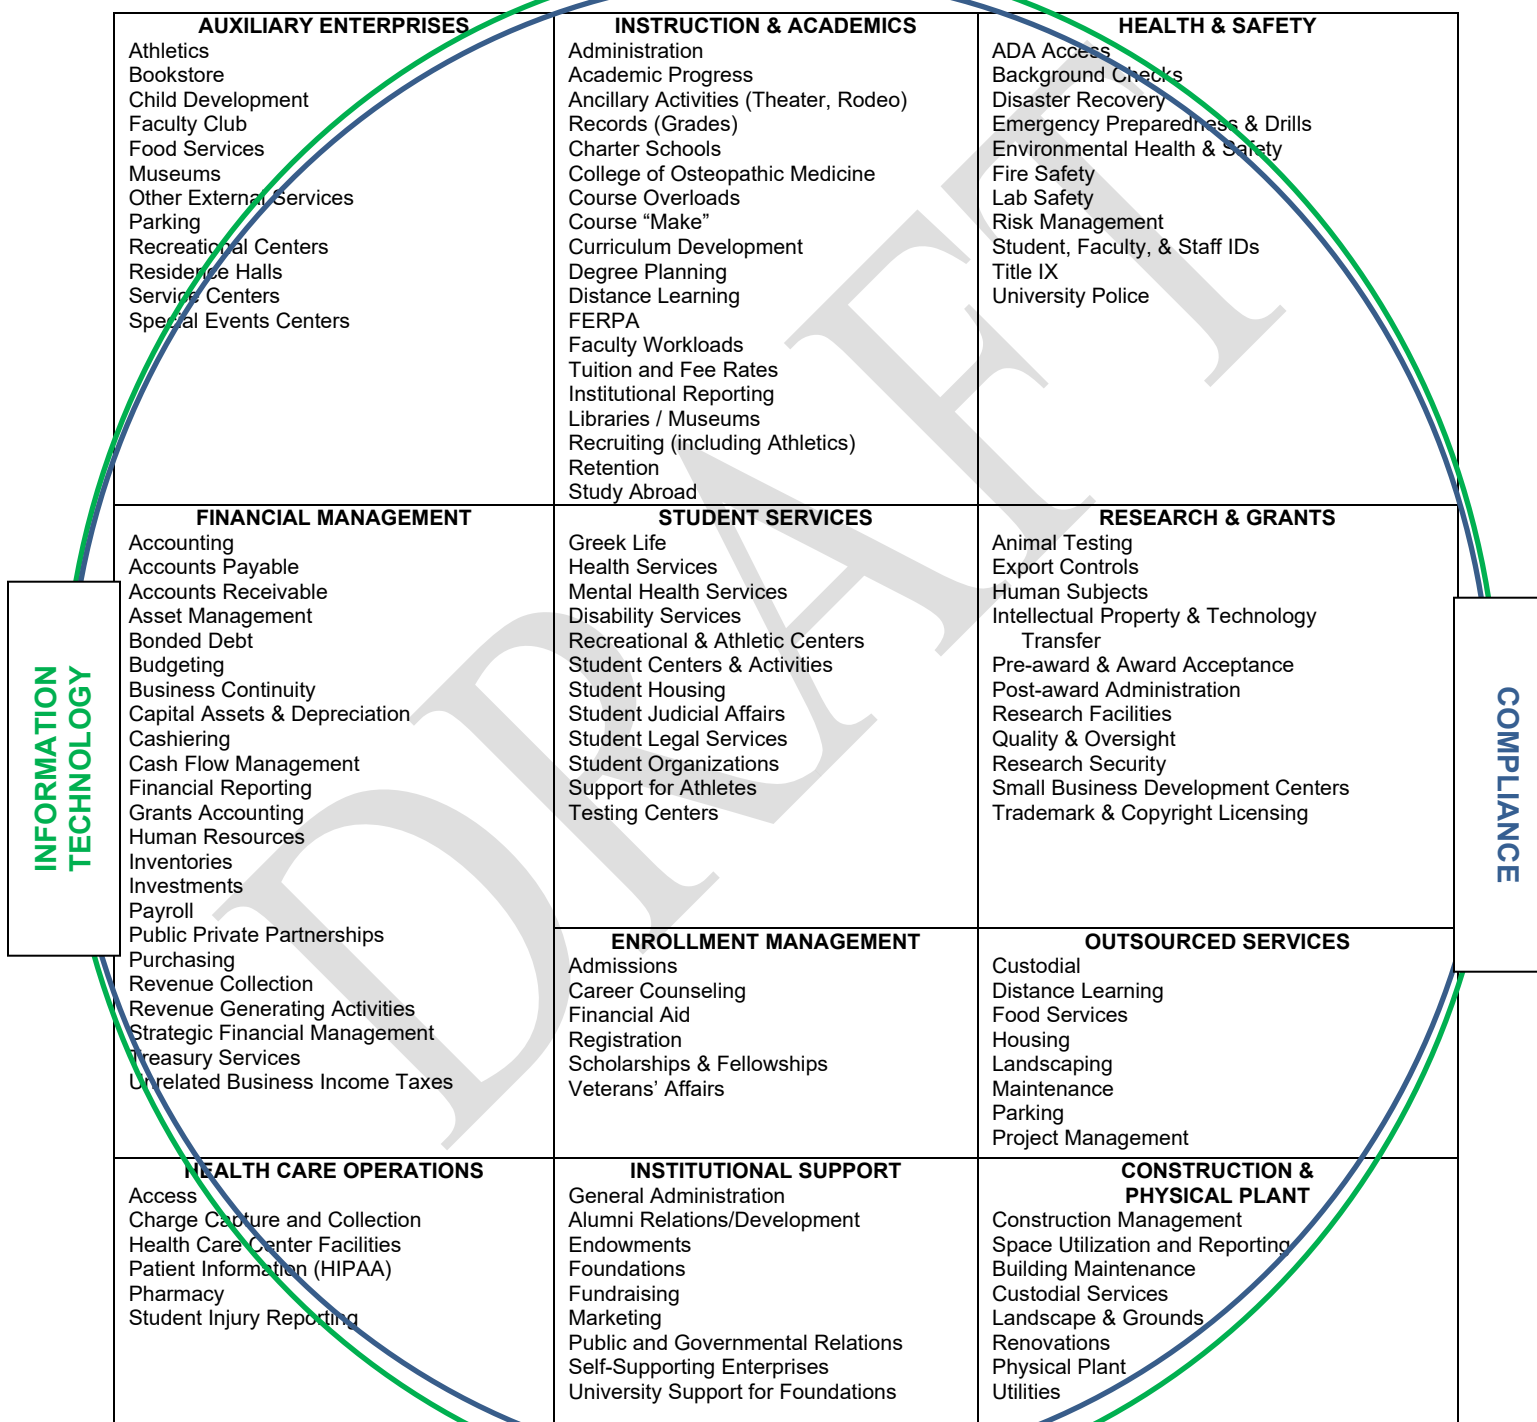 AUXILIARY ENTERPRISES
Athletics
Bookstore
Child Development
Faculty Club
Food Services
Museums
Other External Services
Parking
Recreational Centers
Residence Halls
Service Centers
Special Events Centers
INSTRUCTION & ACADEMICS
Administration
Academic Progress
Ancillary Activities (Theater, Rodeo)
Records (Grades)
Charter Schools
College of Osteopathic Medicine
Course Overloads
Course “Make”
Curriculum Development
Degree Planning
Distance Learning
FERPA
Faculty Workloads
Tuition and Fee Rates
Institutional Reporting
Libraries / Museums
Recruiting (including Athletics)
Retention
Study Abroad
HEALTH & SAFETY
ADA Access
Background Checks
Disaster Recovery
Emergency Preparedness & Drills
Environmental Health & Safety
Fire Safety
Lab Safety
Risk Management
Student, Faculty, & Staff IDs
Title IX
University Police
FINANCIAL MANAGEMENT
Accounting
Accounts Payable
Accounts Receivable
Asset Management
Bonded Debt
Budgeting
Business Continuity
Capital Assets & Depreciation
Cashiering
Cash Flow Management
Financial Reporting
Grants Accounting
Human Resources
Inventories
Investments
Payroll
Public Private Partnerships
Purchasing
Revenue Collection
Revenue Generating Activities
Strategic Financial Management
Treasury Services
Unrelated Business Income Taxes
STUDENT SERVICES
Greek Life
Health Services
Mental Health Services
Disability Services
Recreational & Athletic Centers
Student Centers & Activities
Student Housing
Student Judicial Affairs
Student Legal Services
Student Organizations
Support for Athletes
Testing Centers
RESEARCH & GRANTS
Animal Testing
Export Controls
Human Subjects
Intellectual Property & Technology
Transfer
Pre-award & Award Acceptance
Post-award Administration
Research Facilities
Quality & Oversight
Research Security
Small Business Development Centers
Trademark & Copyright Licensing
ENROLLMENT MANAGEMENT
Admissions
Career Counseling
Financial Aid
Registration
Scholarships & Fellowships
Veterans’ Affairs
OUTSOURCED SERVICES
Custodial
Distance Learning
Food Services
Housing
Landscaping
Maintenance
Parking
Project Management
HEALTH CARE OPERATIONS
Access
Charge Capture and Collection
Health Care Center Facilities
Patient Information (HIPAA)
Pharmacy
Student Injury Reporting
INSTITUTIONAL SUPPORT
General Administration
Alumni Relations/Development
Endowments
Foundations
Fundraising
Marketing
Public and Governmental Relations
Self-Supporting Enterprises
University Support for Foundations
CONSTRUCTION &
PHYSICAL PLANT
Construction Management
Space Utilization and Reporting
Building Maintenance
Custodial Services
Landscape & Grounds
Renovations
Physical Plant
Utilities
INFORMATION
TECHNOLOGY
COMPLIANCE
DRAFT